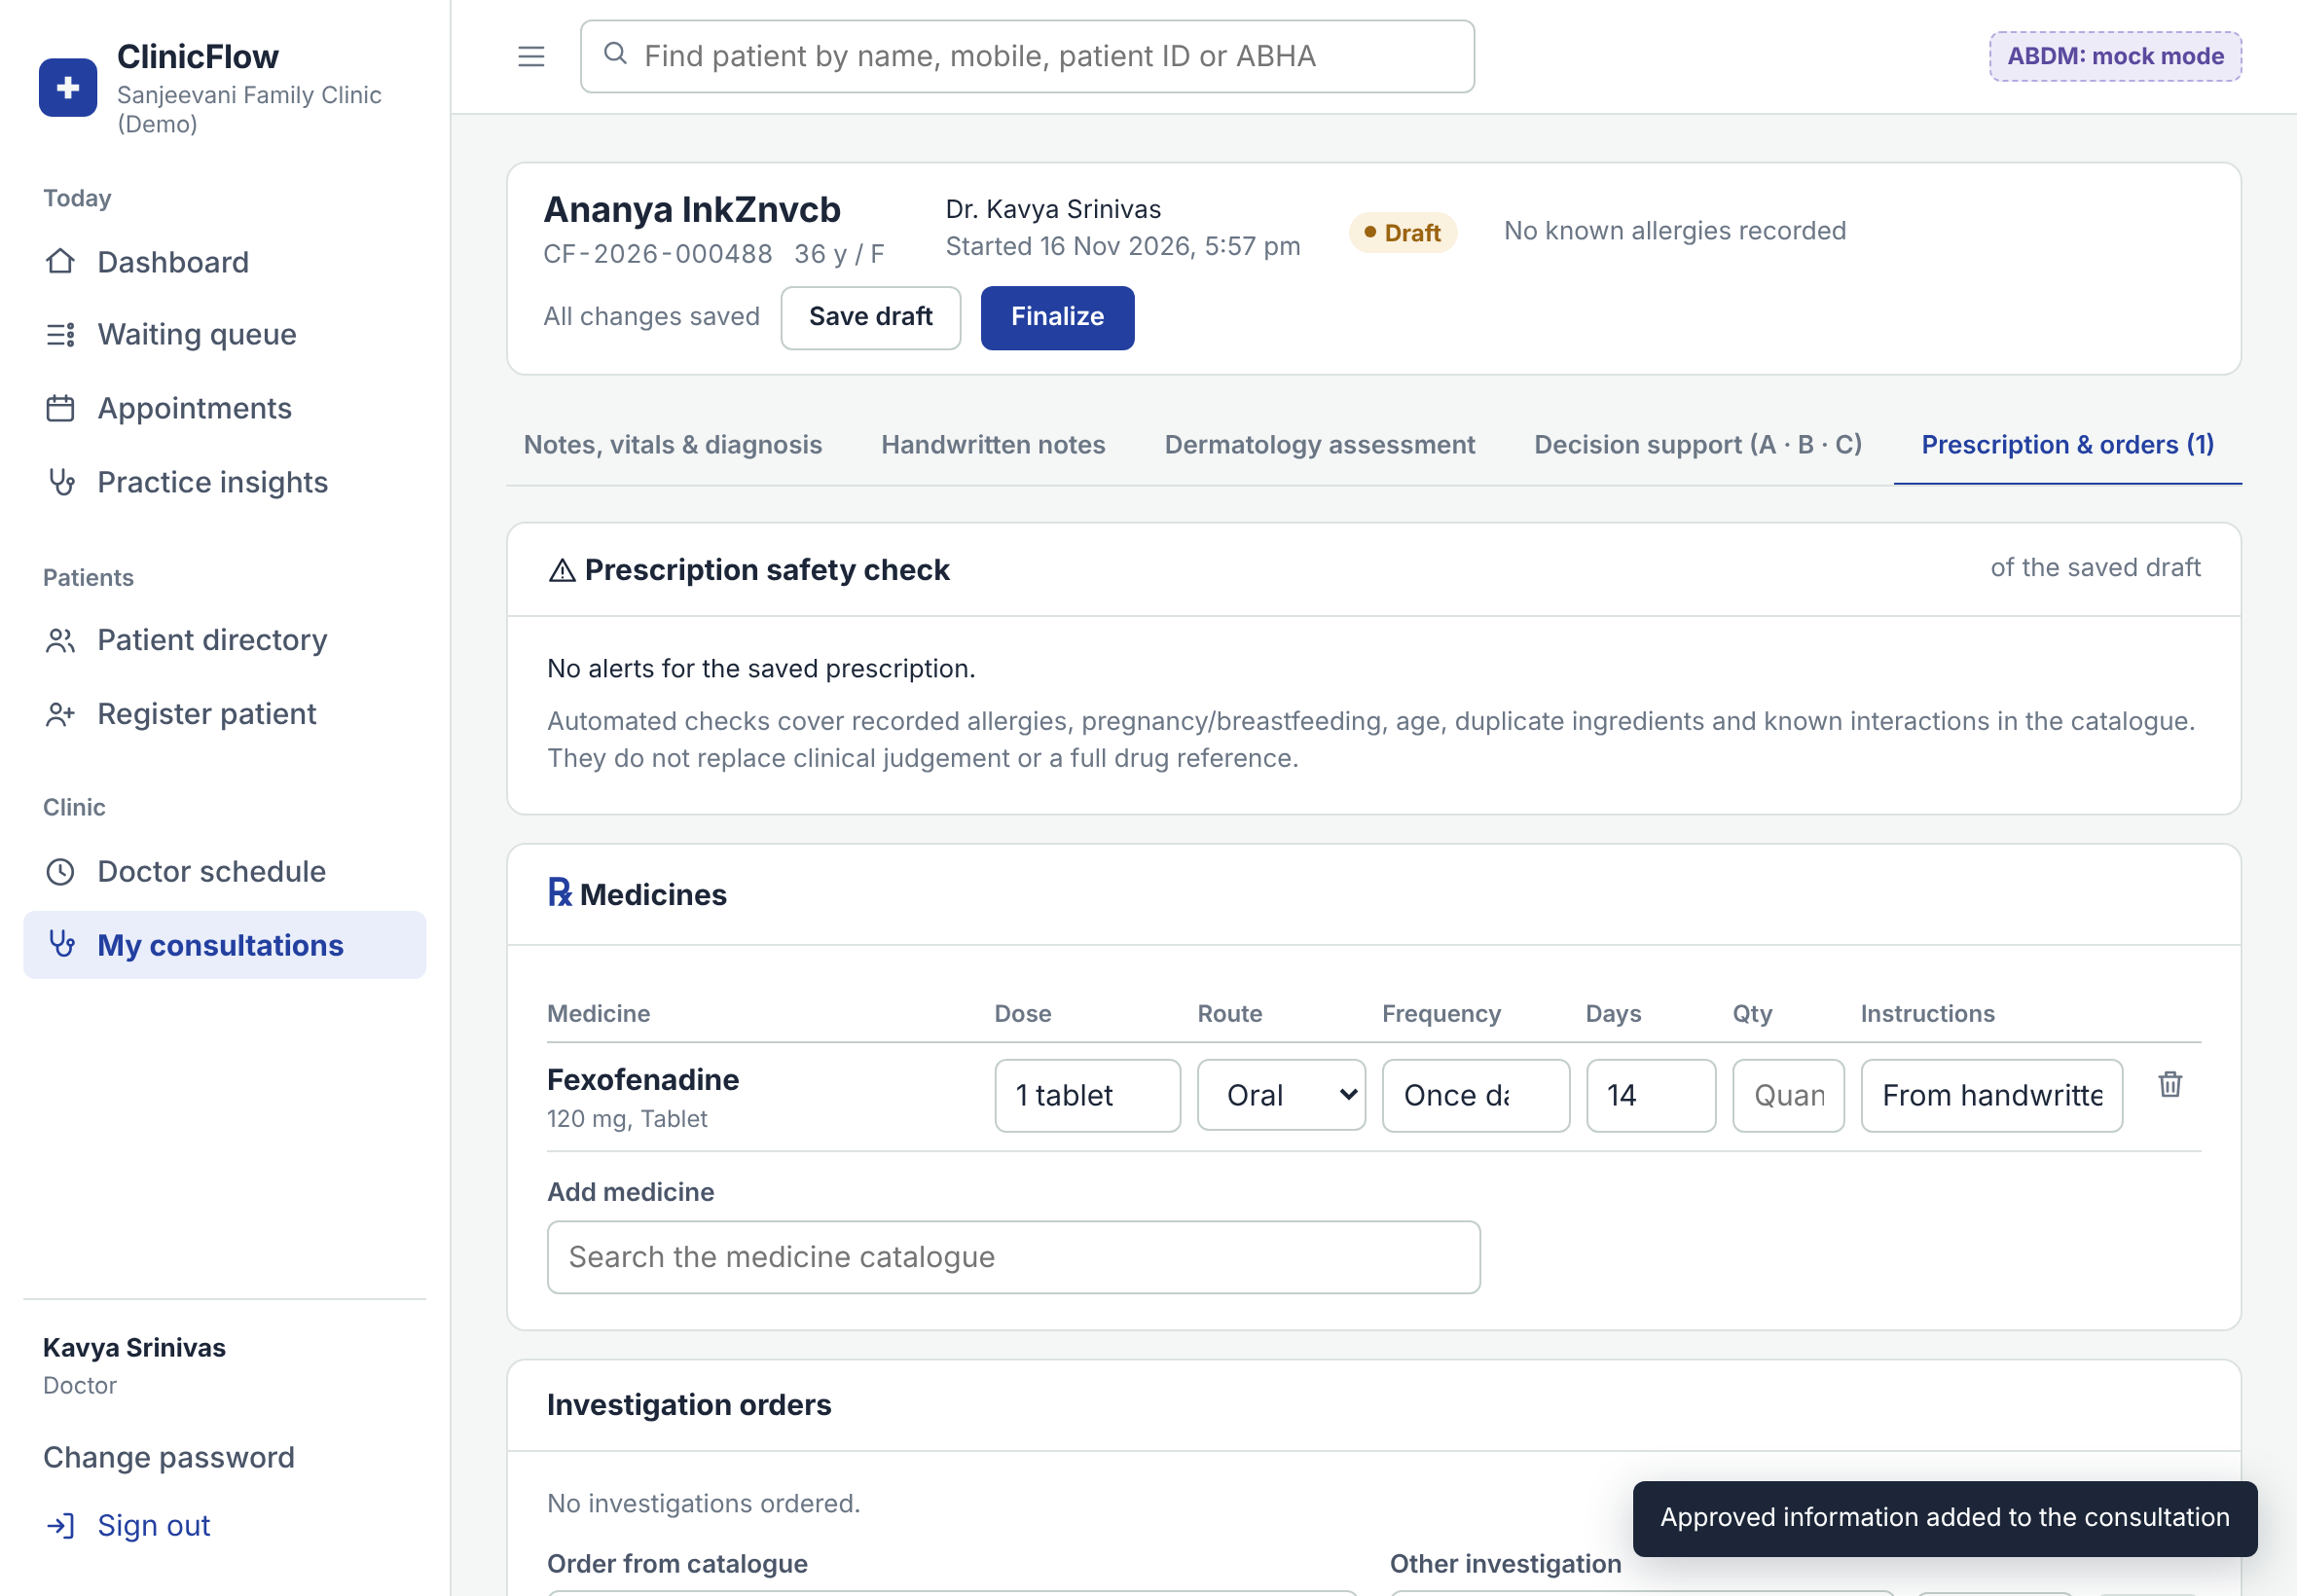 ClinicFlow
Sanjeevani Family Clinic
(Demo)
Today
Dashboard
Waiting queue
Appointments
Practice insights
Patients
Patient directory
Register patient
Clinic
Doctor schedule
My consultations
Kavya Srinivas
Doctor
Change password
Sign out
Find patient by name, mobile, patient ID or ABHA
ABDM: mock mode
Ananya InkZnvcb
CF-2026-000488 36 y / F
Dr. Kavya Srinivas
Started 16 Nov 2026, 5:57 pm
Draft
No known allergies recorded
All changes saved
Save draft
Finalize
Notes, vitals & diagnosis
Handwritten notes
Dermatology assessment
Decision support (A · B · C)
Prescription & orders (1)
Prescription safety check
of the saved draft
No alerts for the saved prescription.
Automated checks cover recorded allergies, pregnancy/breastfeeding, age, duplicate ingredients and known interactions in the catalogue.
They do not replace clinical judgement or a full drug reference.
℞ Medicines
Medicine Dose Route Frequency Days Qty Instructions
Fexofenadine
120 mg, Tablet
1 tablet Oral Once da 14 Quan From handwritte
Add medicine
Search the medicine catalogue
Investigation orders
No investigations ordered.
Order from catalogue
Other investigation
Approved information added to the consultation